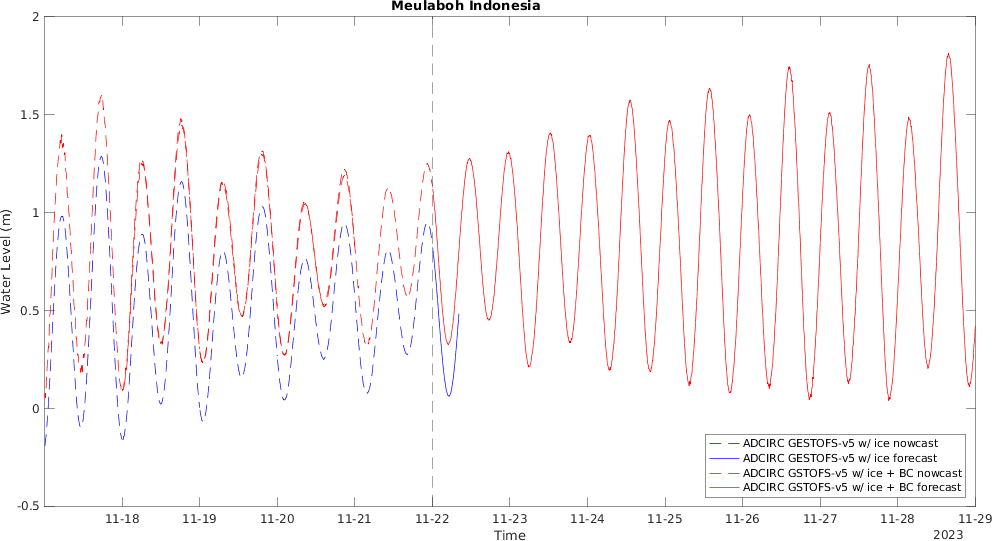 Meulaboh Indonesia
2
1.5
1
0.5
0
-0.5
Water Level (m)
11-18
11-19
11-20
11-21
11-22
11-23
11-24
11-25
11-26
11-27
11-28
11-29
Time
2023
ADCIRC GESTOFS-v5 w/ ice nowcast
ADCIRC GESTOFS-v5 w/ ice forecast
ADCIRC GSTOFS-v5 w/ ice + BC nowcast
ADCIRC GSTOFS-v5 w/ ice + BC forecast